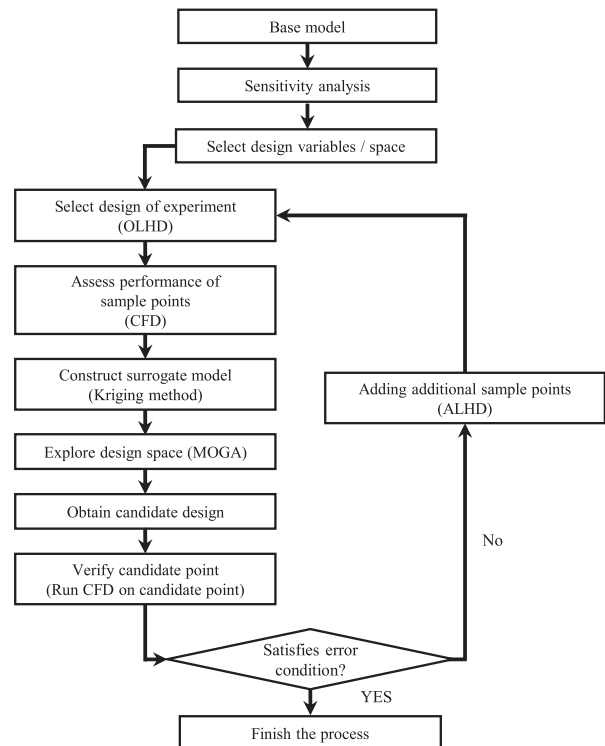 Base model
Sensitivity analysis
Select design variables / space
Select design of experiment
(OLHD)
Assess performance of
sample points
(CFD)
Construct surrogate model
(Kriging method)
Adding additional sample points
(ALHD)
Explore design space (MOGA)
Obtain candidate design
No
Verify candidate point
(Run CFD on candidate point)
Satisfies error
condition?
YES
Finish the process